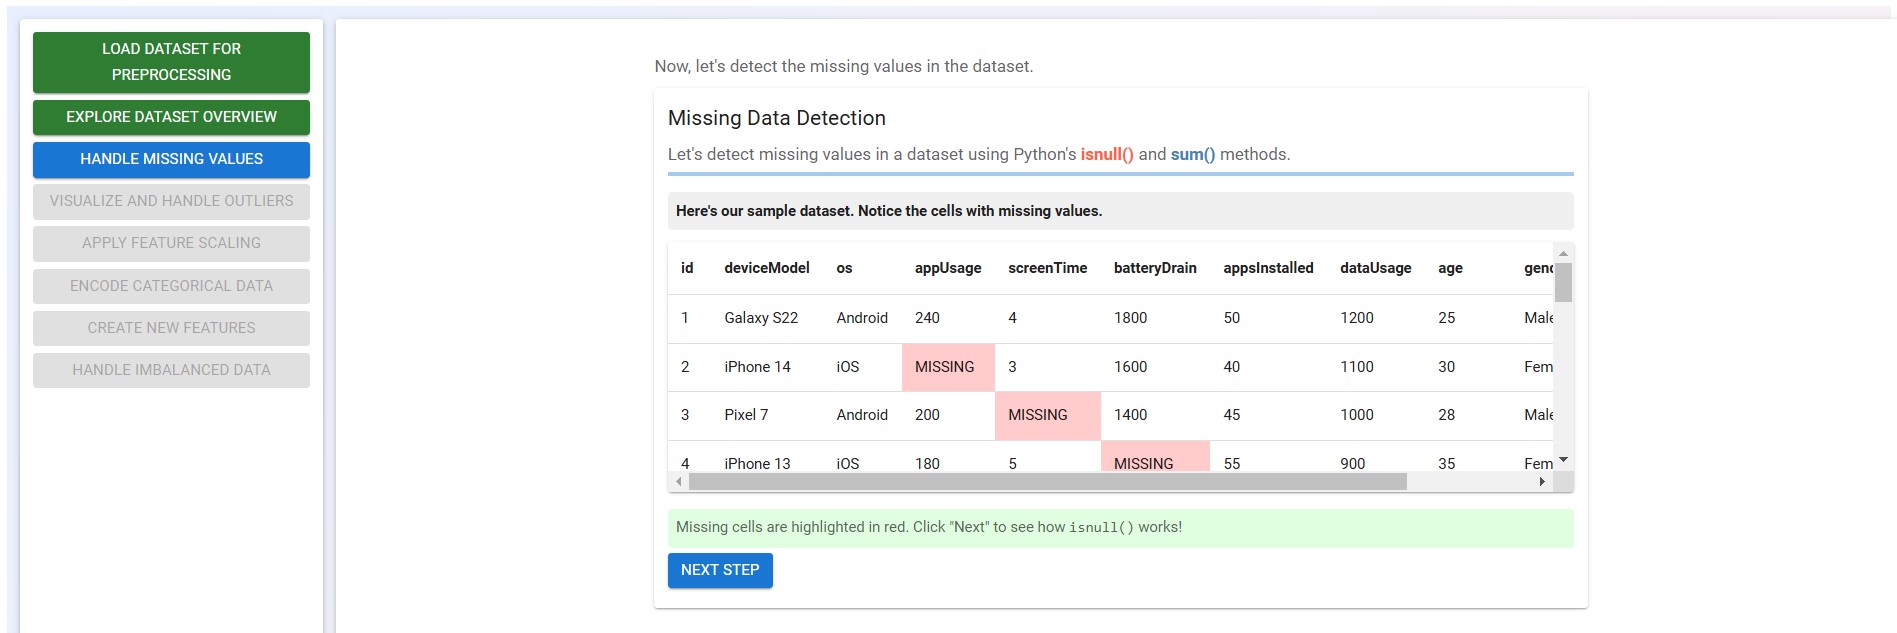 LOAD DATASET FOR
PREPROCESSING
EXPLORE DATASET OVERVIEW
HANDLE MISSING VALUES
VISUALIZE AND HANDLE OUTLIERS
APPLY FEATURE SCALING
ENCODE CATEGORICAL DATA
CREATE NEW FEATURES
HANDLE IMBALANCED DATA
Now, let's detect the missing values in the dataset.
Missing Data Detection
Let's detect missing values in a dataset using Python's isnull() and sum() methods.
Here's our sample dataset. Notice the cells with missing values.
id deviceModel os appUsage screenTime batteryDrain appsInstalled dataUsage age
1 Galaxy S22 Android 240 4 1800 50 1200 25 Male
2 iPhone 14 iOS MISSING 3 1600 40 1100 30 Fem
3 Pixel 7 Android 200 MISSING 1400 45 1000 28 Male
4 iPhone 13 iOS 180 5 MISSING 55 900 35 Fem
Missing cells are highlighted in red. Click "Next" to see how isnull() works!
NEXT STEP